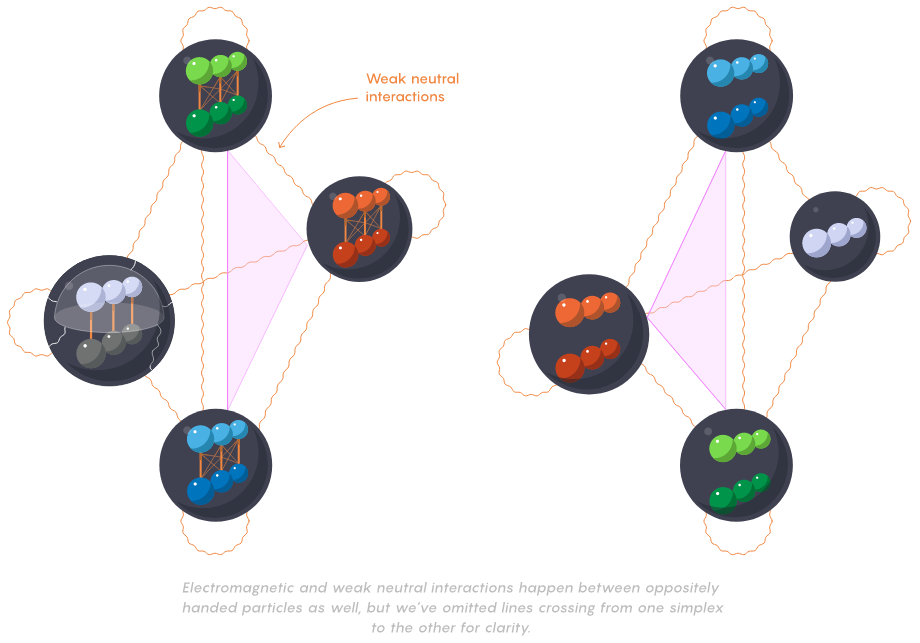 Weak neutral
interactions
Electromagnetic and weak neutral interactions happen between oppositely
handed particles as well, but we've omitted lines crossing from one simplex
to the other for clarity.